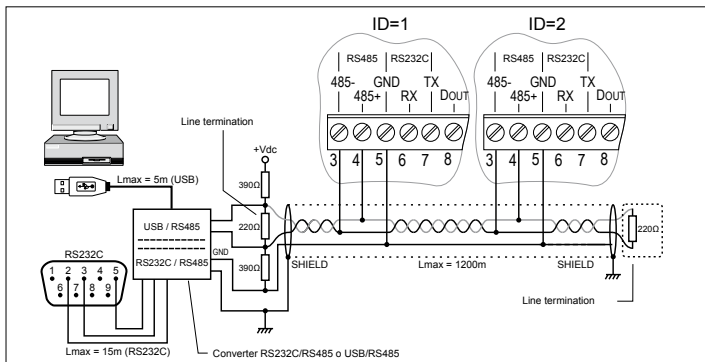 ID=1
ID=2
RS485 RS232C
RS485 RS232C
485- GND TX
485+ RX DOUT
485- GND TX
485+ RX DOUT
3 4 5 6 7 8
3 4 5 6 7 8
Line termination
+Vdc
390Ω
Lmax = 5m (USB)
USB / RS485
220Ω
220Ω
GND
RS232C
RS232C / RS485
390Ω
1 2 3 4 5
6 7 8 9
SHIELD
Lmax = 1200m
SHIELD
Line termination
Lmax = 15m (RS232C)
Converter RS232C/RS485 o USB/RS485